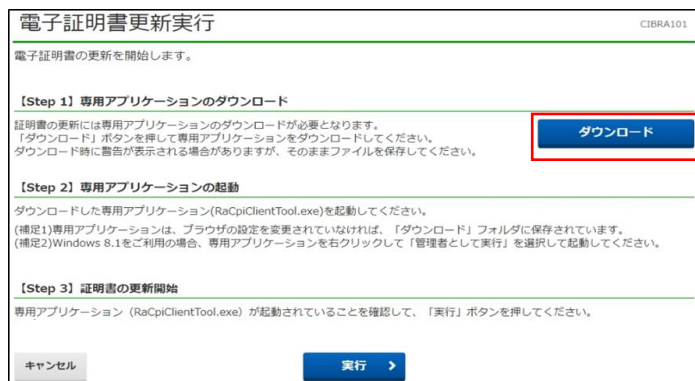 電子証明書更新実行
CIBRA101
電子証明書の更新を開始します。
【Step 1】専用アプリケーションのダウンロード
証明書の更新には専用アプリケーションのダウンロードが必要となります。
「ダウンロード」ボタンを押して専用アプリケーションをダウンロードしてください。
ダウンロード時に警告が表示される場合がありますが、そのままファイルを保存してください。
ダウンロード
【Step 2】専用アプリケーションの起動
ダウンロードした専用アプリケーション(RaCpiClientTool.exe)を起動してください。
(補足1)専用アプリケーションは、ブラウザの設定を変更されていなければ、「ダウンロード」フォルダに保存されています。
(補足2)Windows 8.1をご利用の場合、専用アプリケーションを右クリックして「管理者として実行」を選択して起動してください。
【Step 3】証明書の更新開始
専用アプリケーション（RaCpiClientTool.exe）が起動されていることを確認して、「実行」ボタンを押してください。
キャンセル
実行